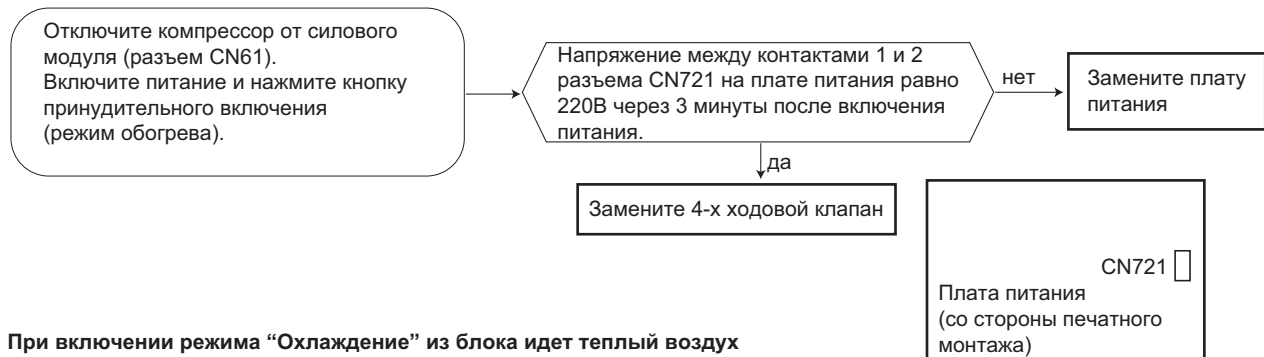 Отключите компрессор от силового
модуля (разъем CN61).
Включите питание и нажмите кнопку
принудительного включения
(режим обогрева).
Напряжение между контактами 1 и 2
разъема CN721 на плате питания равно
220В через 3 минуты после включения
питания.
нет
Замените плату
питания
да
Замените 4-х ходовой клапан
CN721
Плата питания
(со стороны печатного
монтажа)
При включении режима “Охлаждение” из блока идет теплый воздух